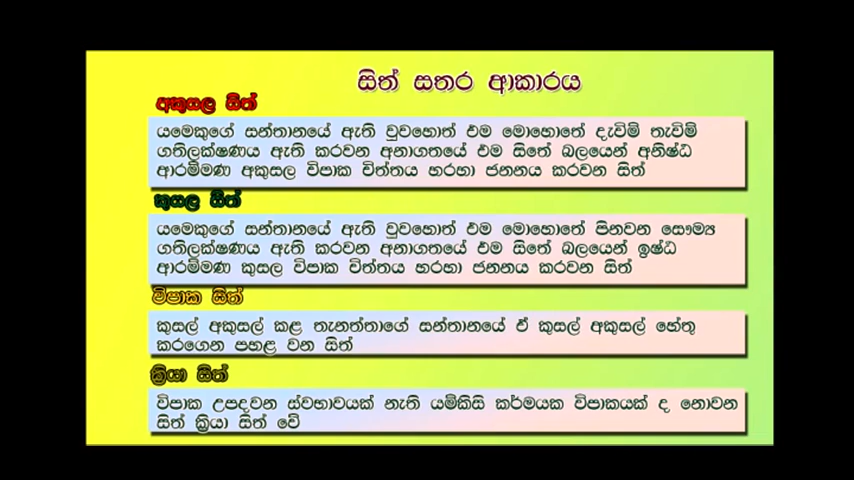 සිත් සතර ආකාරය
අකුසළ සිත්
යමෙකුගේ සන්තානයේ ඇති වුවහොත් එම මොහොතේ දැවිමි තැවිමි
ගතිලක්ෂණය ඇති කරවන අනාගතයේ එම සිතේ බලයෙන් අනිෂ්ඨ
ආරම්මණ අකුසල විපාක චිත්තය හරහා ජනනය කරවන සිත්
කුසළ සිත්
යමෙකුගේ සන්තානයේ ඇති වුවහොත් එම මොහොතේ පිනවන සෞම්‍ය
ගතිලක්ෂණය ඇති කරවන අනාගතයේ එම සිතේ බලයෙන් ඉෂ්ඨ
ආරම්මණ කුසල විපාක චිත්තය හරහා ජනනය කරවන සිත්
විපාක සිත්
කුසල් අකුසල් කළ තැනත්තාගේ සන්තානයේ ඒ කුසල් අකුසල් හේතු
කරගෙන පහළ වන සිත්
ක්‍රියා සිත්
විපාක උපදවන ස්වභාවයක් නැති යම්කිසි කර්මයක විපාකයක් ද නොවන
සිත් ක්‍රියා සිත් වේ